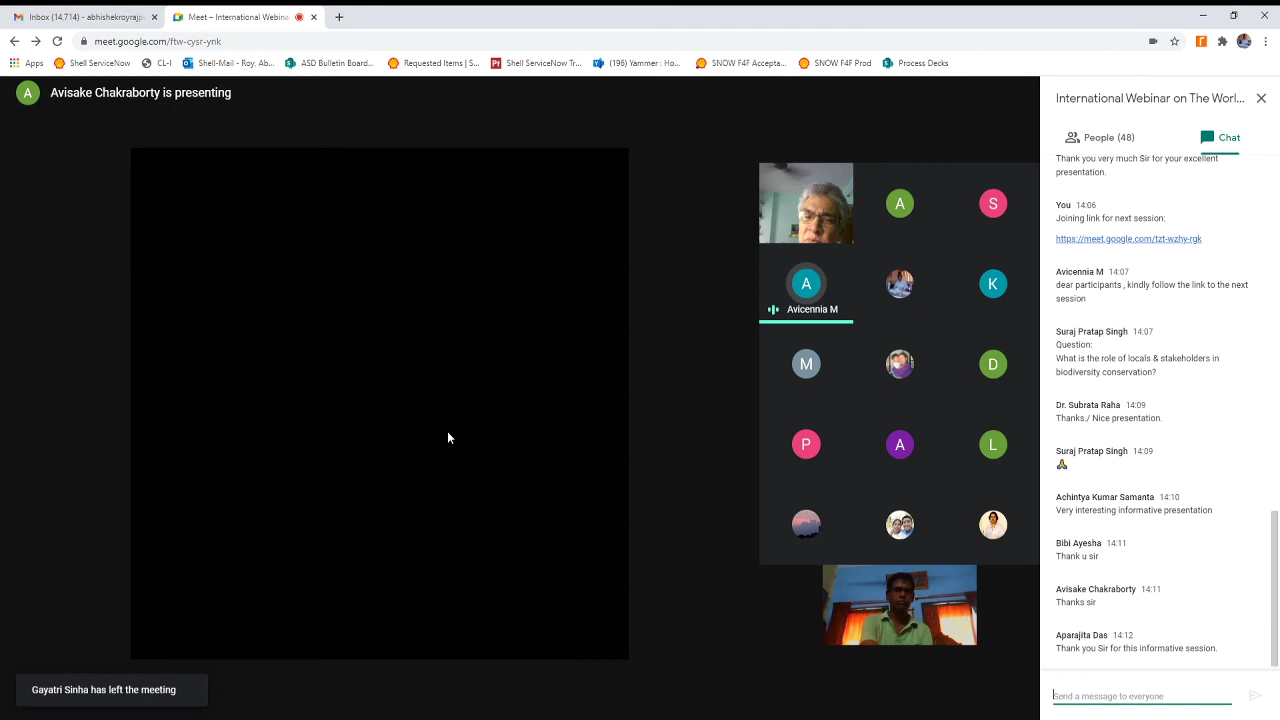 Inbox (14,714) - abhishekroyrajp
Meet – International Webina
meet.google.com/ftw-cysr-ynk
Apps
Shell ServiceNow
CL-I
Shell-Mail - Roy, Ab...
ASD Bulletin Board...
Requested Items | S...
Shell ServiceNow Tr...
(196) Yammer : Ho...
SNOW F4F Accepta...
SNOW F4F Prod
Process Decks
A
Avisake Chakraborty is presenting
International Webinar on The Worl...
People (48)
Chat
Thank you very much Sir for your excellent
presentation.
You 14:06
Joining link for next session:
https://meet.google.com/tzt-wzhy-rgk
Avicennia M 14:07
dear participants , kindly follow the link to the next
session
Suraj Pratap Singh 14:07
Question:
What is the role of locals & stakeholders in
biodiversity conservation?
Dr. Subrata Raha 14:09
Thanks./ Nice presentation.
Suraj Pratap Singh 14:09
Achintya Kumar Samanta 14:10
Very interesting informative presentation
Bibi Ayesha 14:11
Thank u sir
Avisake Chakraborty 14:11
Thanks sir
Aparajita Das 14:12
Thank you Sir for this informative session.
Send a message to everyone
A
S
A
Avicennia M
K
M
D
P
A
L
Gayatri Sinha has left the meeting